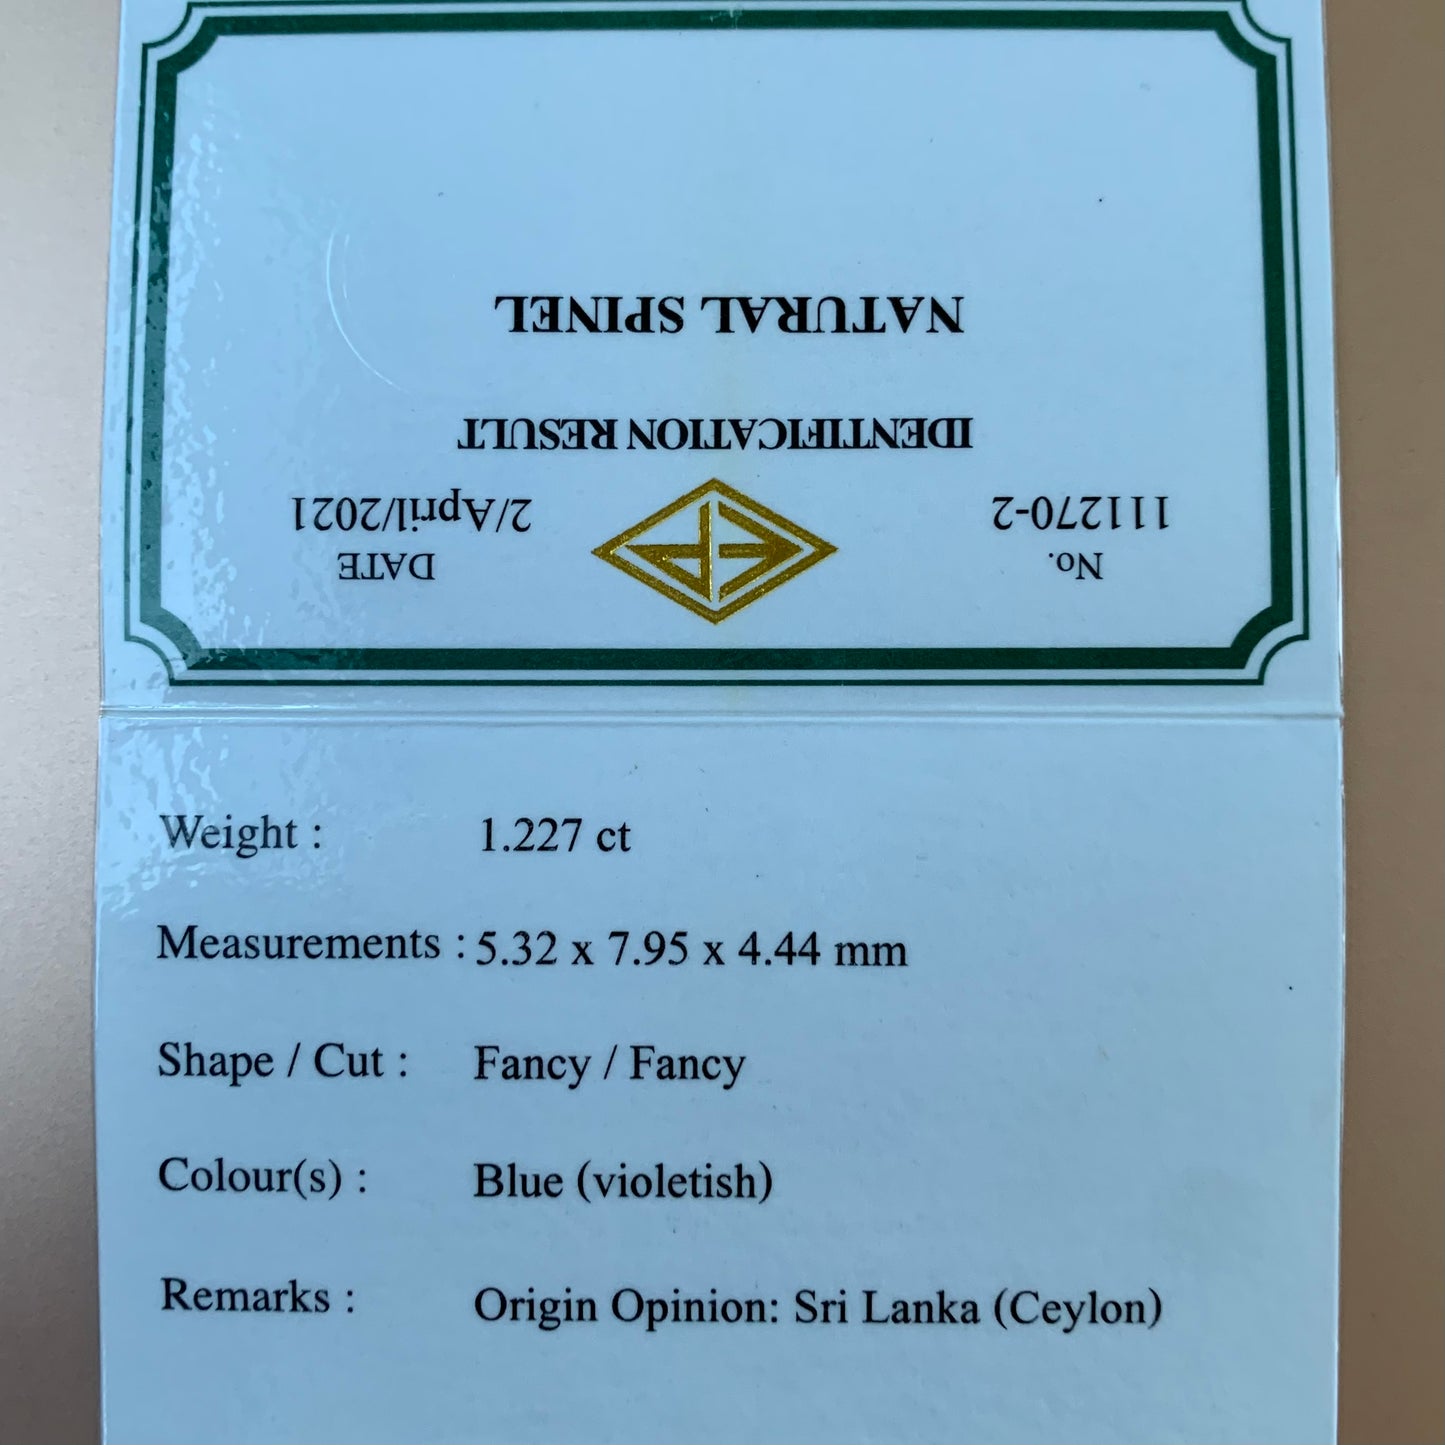 No.
111270-2
DATE
2/April/2021
IDENTIFICATION RESULT
NATURAL SPINEL
Weight : 1.227 ct
Measurements : 5.32 x 7.95 x 4.44 mm
Shape / Cut : Fancy / Fancy
Colour(s) : Blue (violetish)
Remarks : Origin Opinion: Sri Lanka (Ceylon)